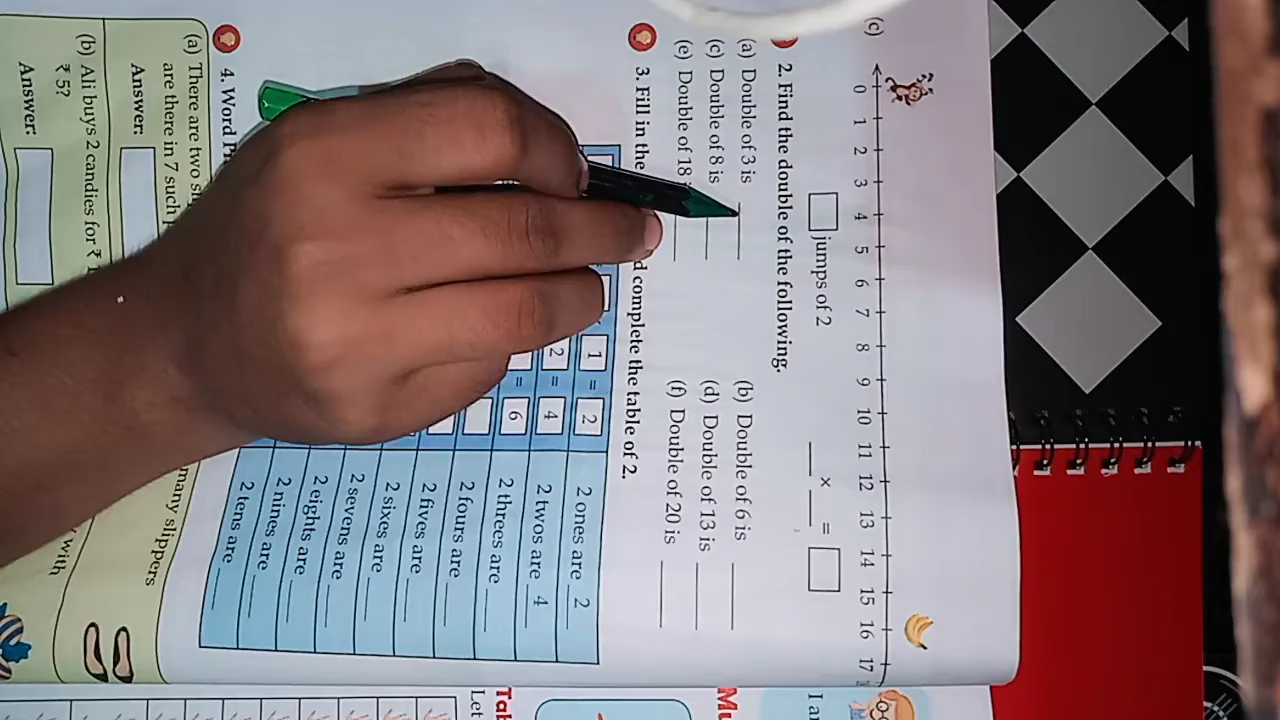 (c)
0 1 2 3 4 5 6 7 8 9 10 11 12 13 14 15 16 17
jumps of 2
× =
2. Find the double of the following.
(a) Double of 3 is
(b) Double of 6 is
(c) Double of 8 is
(d) Double of 13 is
(e) Double of 18
(f) Double of 20 is
3. Fill in the complete the table of 2.
1 = 2
2 ones are 2
2 = 4
2 twos are 4
= 6
2 threes are
2 fours are
2 fives are
2 sixes are
2 sevens are
2 eights are
2 nines are
2 tens are
4. Word
(a) There are two many slippers
are there in 7 such
Answer:
(b) Ali buys 2 candies for ₹ with
₹ 5?
Answer:
Let